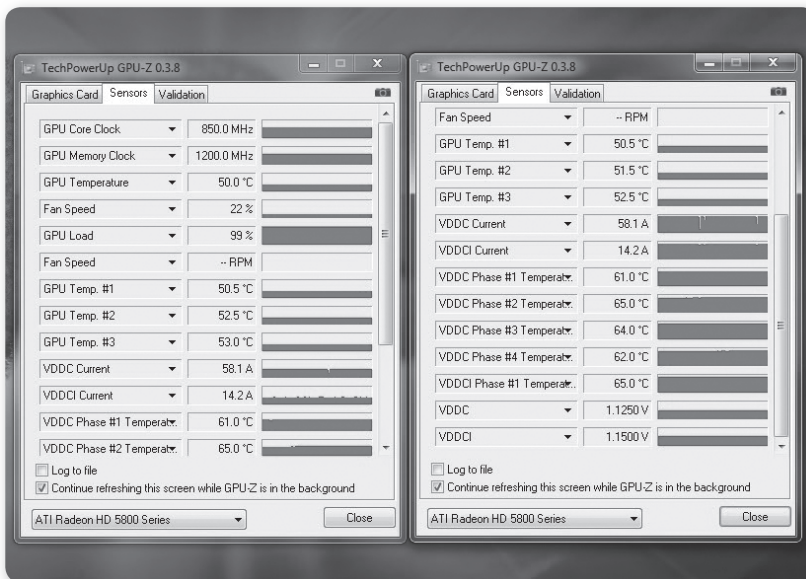 TechPowerUp GPU-Z 0.3.8
Graphics Card Sensors Validation
GPU Core Clock 850.0 MHz
GPU Memory Clock 1200.0 MHz
GPU Temperature 50.0 °C
Fan Speed 22 %
GPU Load 99 %
Fan Speed -- RPM
GPU Temp. #1 50.5 °C
GPU Temp. #2 52.5 °C
GPU Temp. #3 53.0 °C
VDDC Current 58.1 A
VDDCI Current 14.2 A
VDDC Phase #1 Temperat.. 61.0 °C
VDDC Phase #2 Temperat.. 65.0 °C
Log to file
Continue refreshing this screen while GPU-Z is in the background
ATI Radeon HD 5800 Series Close
TechPowerUp GPU-Z 0.3.8
Graphics Card Sensors Validation
Fan Speed -- RPM
GPU Temp. #1 50.5 °C
GPU Temp. #2 51.5 °C
GPU Temp. #3 52.5 °C
VDDC Current 58.1 A
VDDCI Current 14.2 A
VDDC Phase #1 Temperat.. 61.0 °C
VDDC Phase #2 Temperat.. 65.0 °C
VDDC Phase #3 Temperat.. 64.0 °C
VDDC Phase #4 Temperat.. 62.0 °C
VDDCI Phase #1 Temperat.. 65.0 °C
VDDC 1.1250 V
VDDCI 1.1500 V
Log to file
Continue refreshing this screen while GPU-Z is in the background
ATI Radeon HD 5800 Series Close